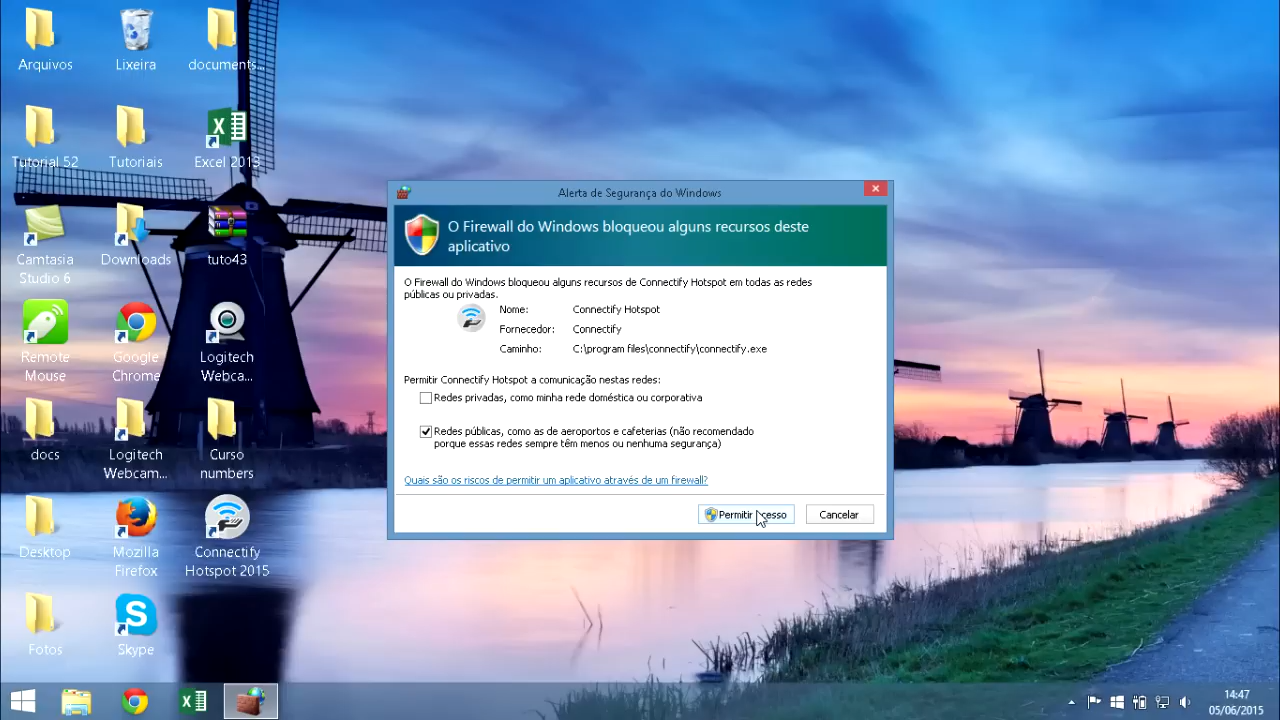 Arquivos
Lixeira
documents...
Tutorial 52
Tutoriais
Excel 2013
Camtasia
Studio 6
Downloads
tuto43
Remote
Mouse
Google
Chrome
Logitech
Webca...
docs
Logitech
Webcam...
Curso
numbers
Desktop
Mozilla
Firefox
Connectify
Hotspot 2015
Fotos
Skype
Alerta de Segurança do Windows
O Firewall do Windows bloqueou alguns recursos deste
aplicativo
O Firewall do Windows bloqueou alguns recursos de Connectify Hotspot em todas as redes
públicas ou privadas.
Nome: Connectify Hotspot
Fornecedor: Connectify
Caminho: C:\program files\connectify\connectify.exe
Permitir Connectify Hotspot a comunicação nestas redes:
Redes privadas, como minha rede doméstica ou corporativa
Redes públicas, como as de aeroportos e cafeterias (não recomendado
porque essas redes sempre têm menos ou nenhuma segurança)
Quais são os riscos de permitir um aplicativo através de um firewall?
Permitir acesso
Cancelar
14:47
05/06/2015